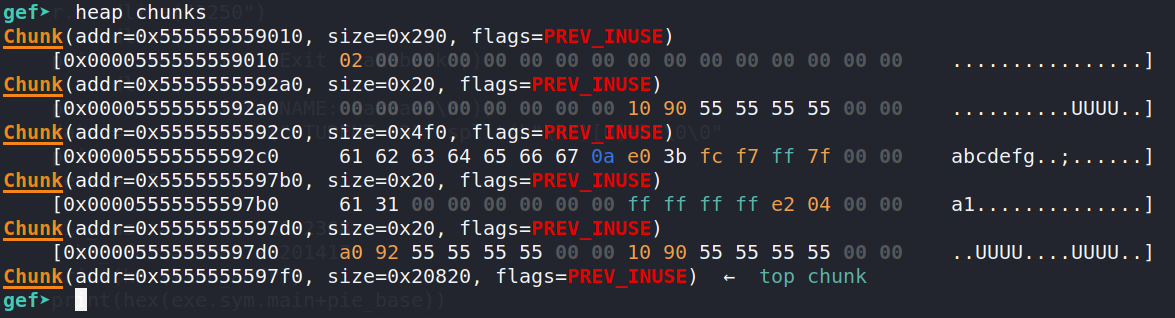 gef➤ heap chunks
Chunk(addr=0x555555559010, size=0x290, flags=PREV_INUSE)
[0x0000555555559010 02 00 00 00 00 00 00 00 00 00 00 00 00 00 00 00 ................]
Chunk(addr=0x5555555592a0, size=0x20, flags=PREV_INUSE)
[0x00005555555592a0 00 00 00 00 00 00 00 00 10 90 55 55 55 55 00 00 ..........UUUU..]
Chunk(addr=0x5555555592c0, size=0x4f0, flags=PREV_INUSE)
[0x00005555555592c0 61 62 63 64 65 66 67 0a e0 3b fc f7 ff 7f 00 00 abcdefg..;......]
Chunk(addr=0x5555555597b0, size=0x20, flags=PREV_INUSE)
[0x00005555555597b0 61 31 00 00 00 00 00 00 ff ff ff ff e2 04 00 00 a1..............]
Chunk(addr=0x5555555597d0, size=0x20, flags=PREV_INUSE)
[0x00005555555597d0 a0 92 55 55 55 55 00 00 10 90 55 55 55 55 00 00 ..UUUU....UUUU..]
Chunk(addr=0x5555555597f0, size=0x20820, flags=PREV_INUSE) ← top chunk
gef➤ print(hex(exe.sym.main+pie_base))